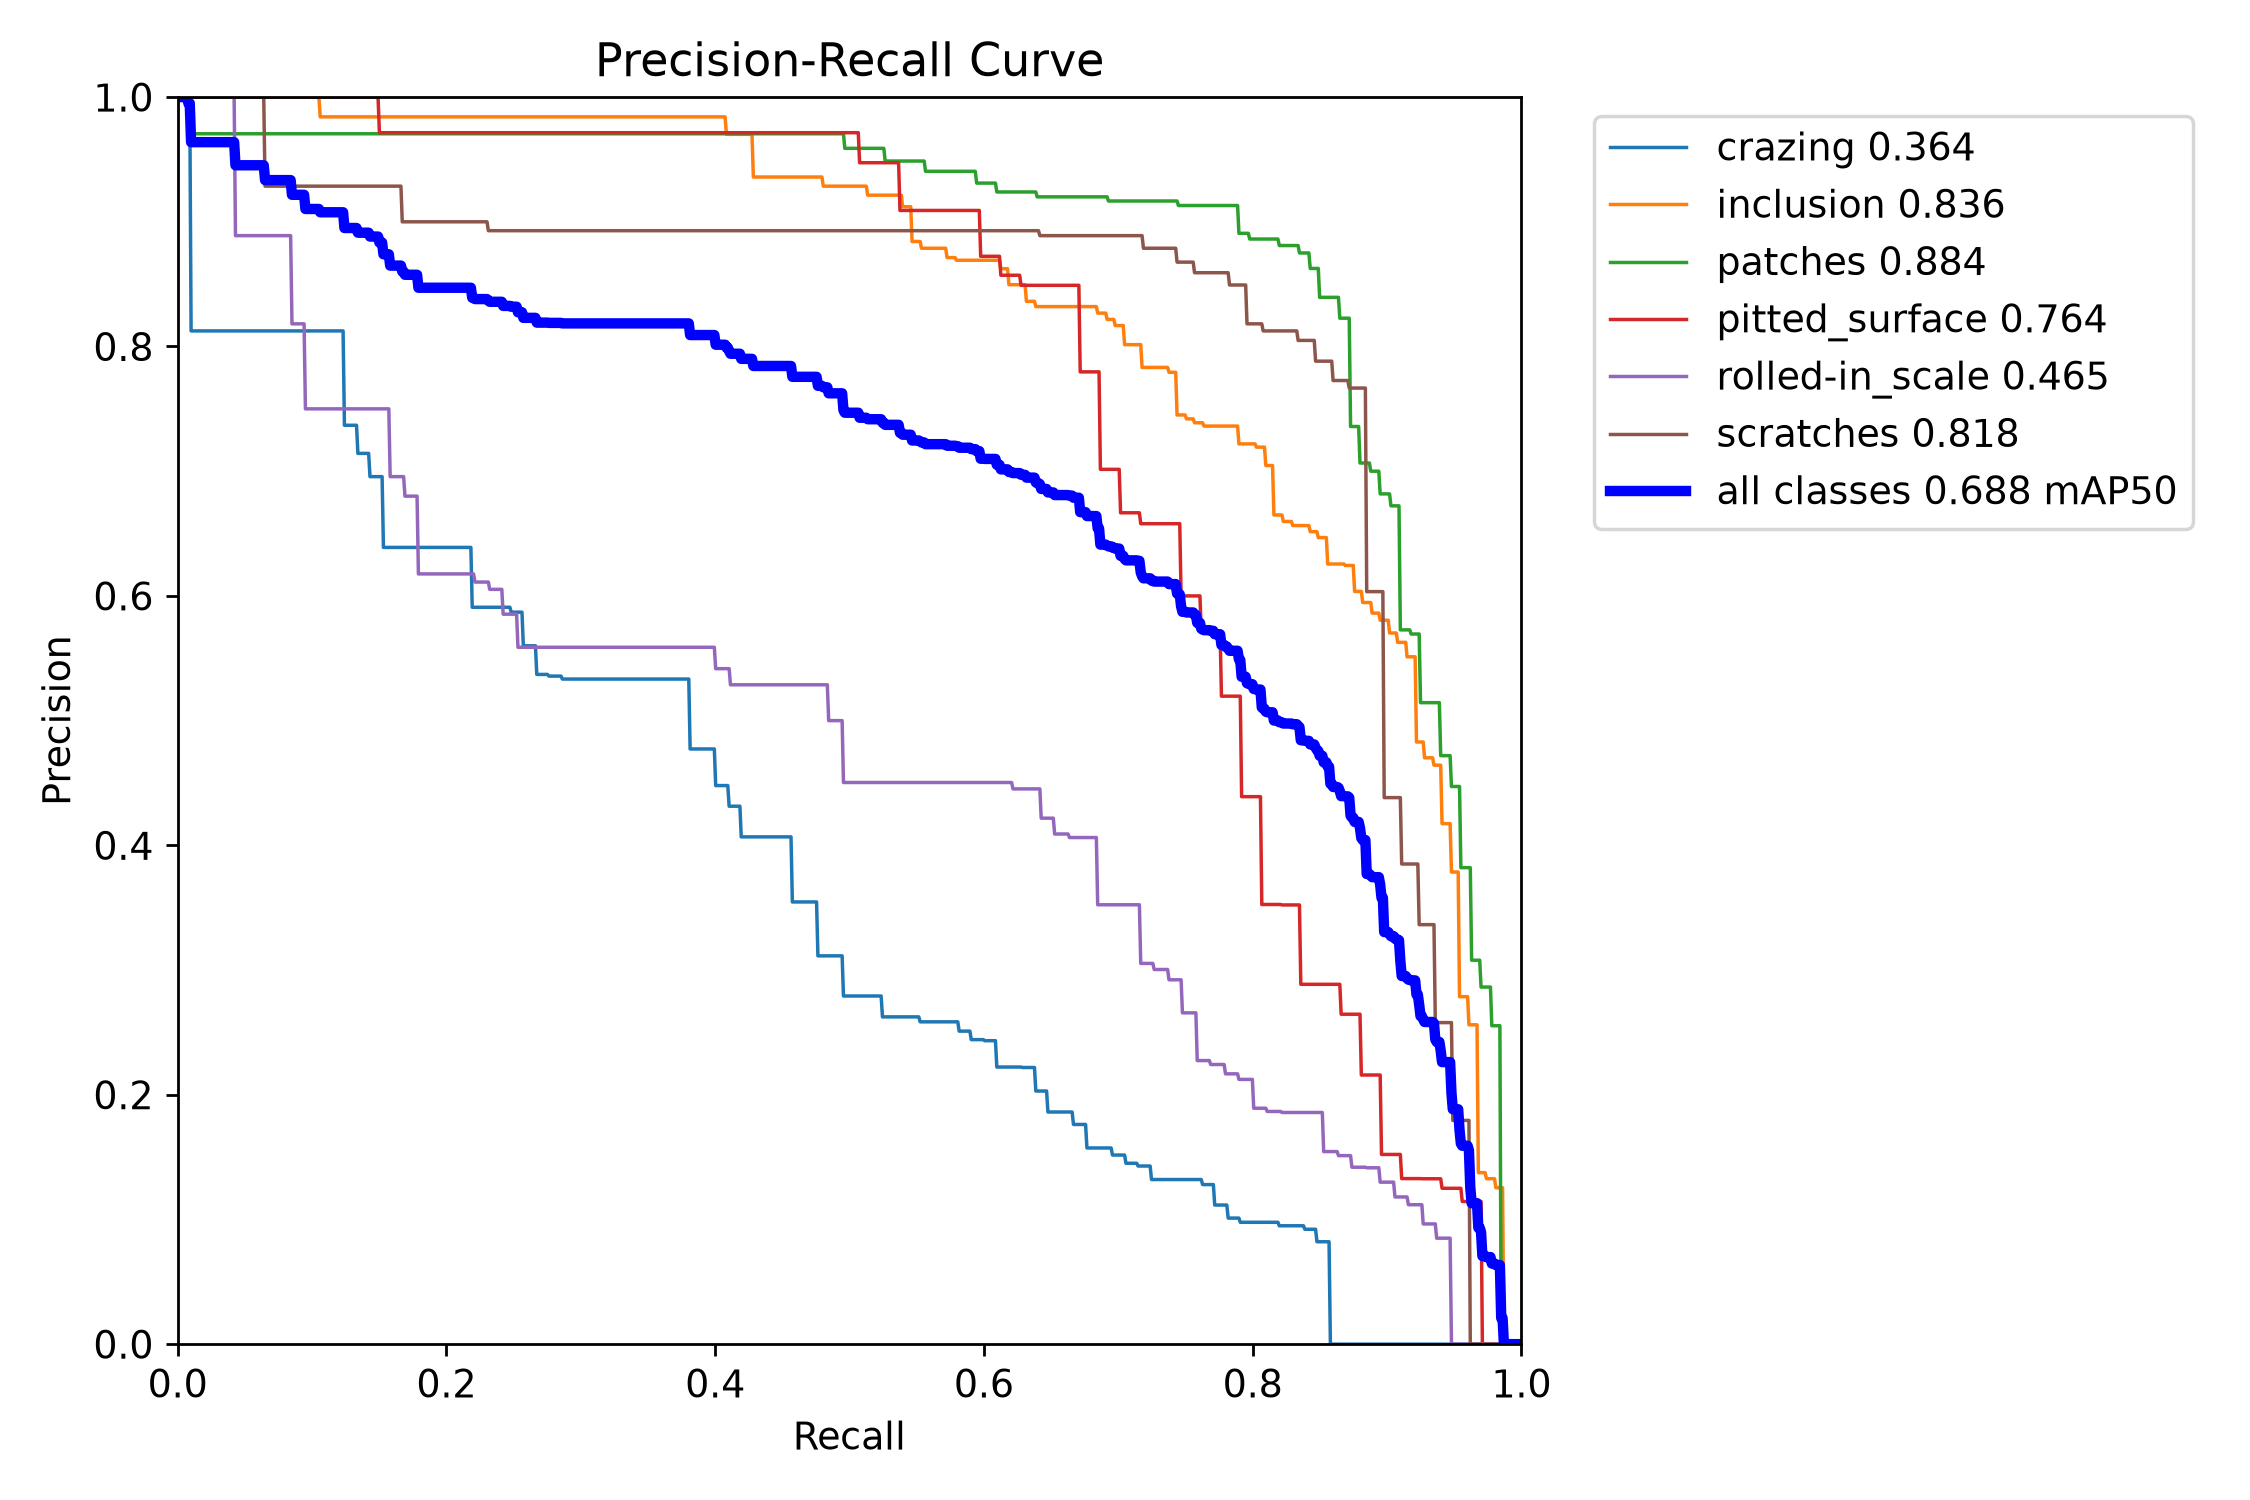 Precision-Recall Curve
1.0
0.8
0.6
0.4
0.2
0.0
Precision
0.0 0.2 0.4 0.6 0.8 1.0
Recall
crazing 0.364
inclusion 0.836
patches 0.884
pitted_surface 0.764
rolled-in_scale 0.465
scratches 0.818
all classes 0.688 mAP50